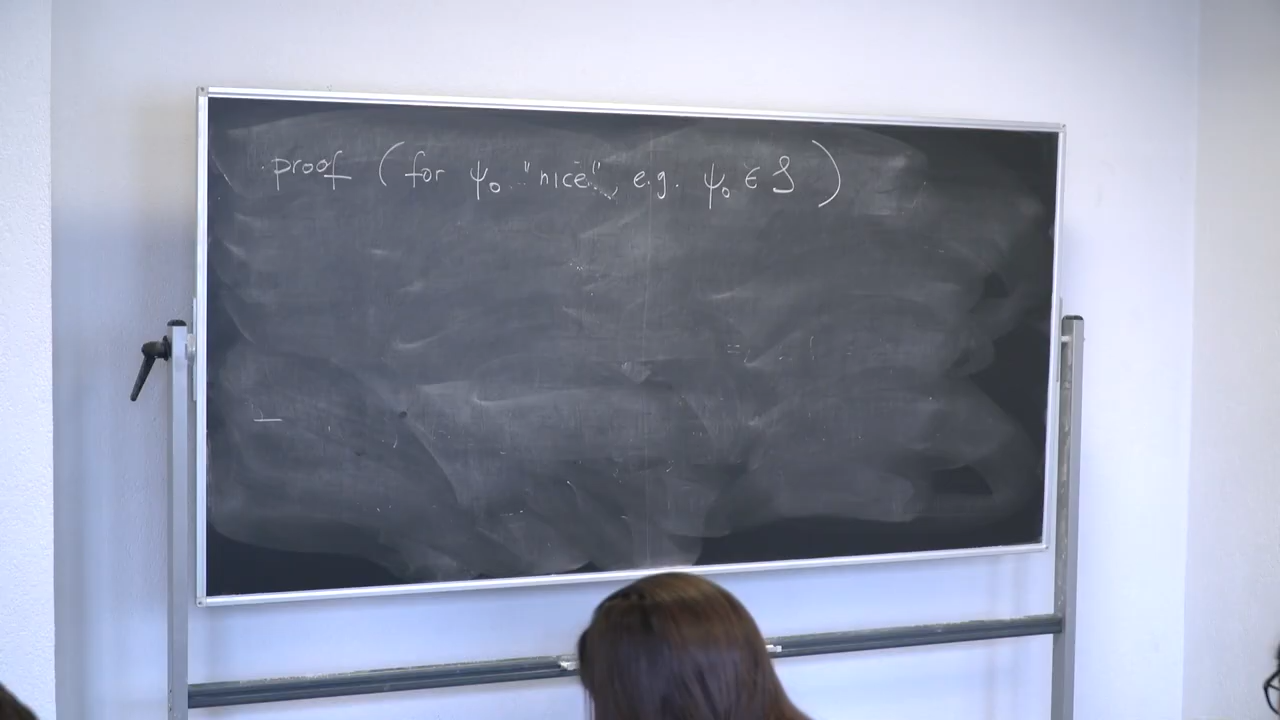 proof (for ψ₀ "nice", e.g. ψ₀ ∈ S)